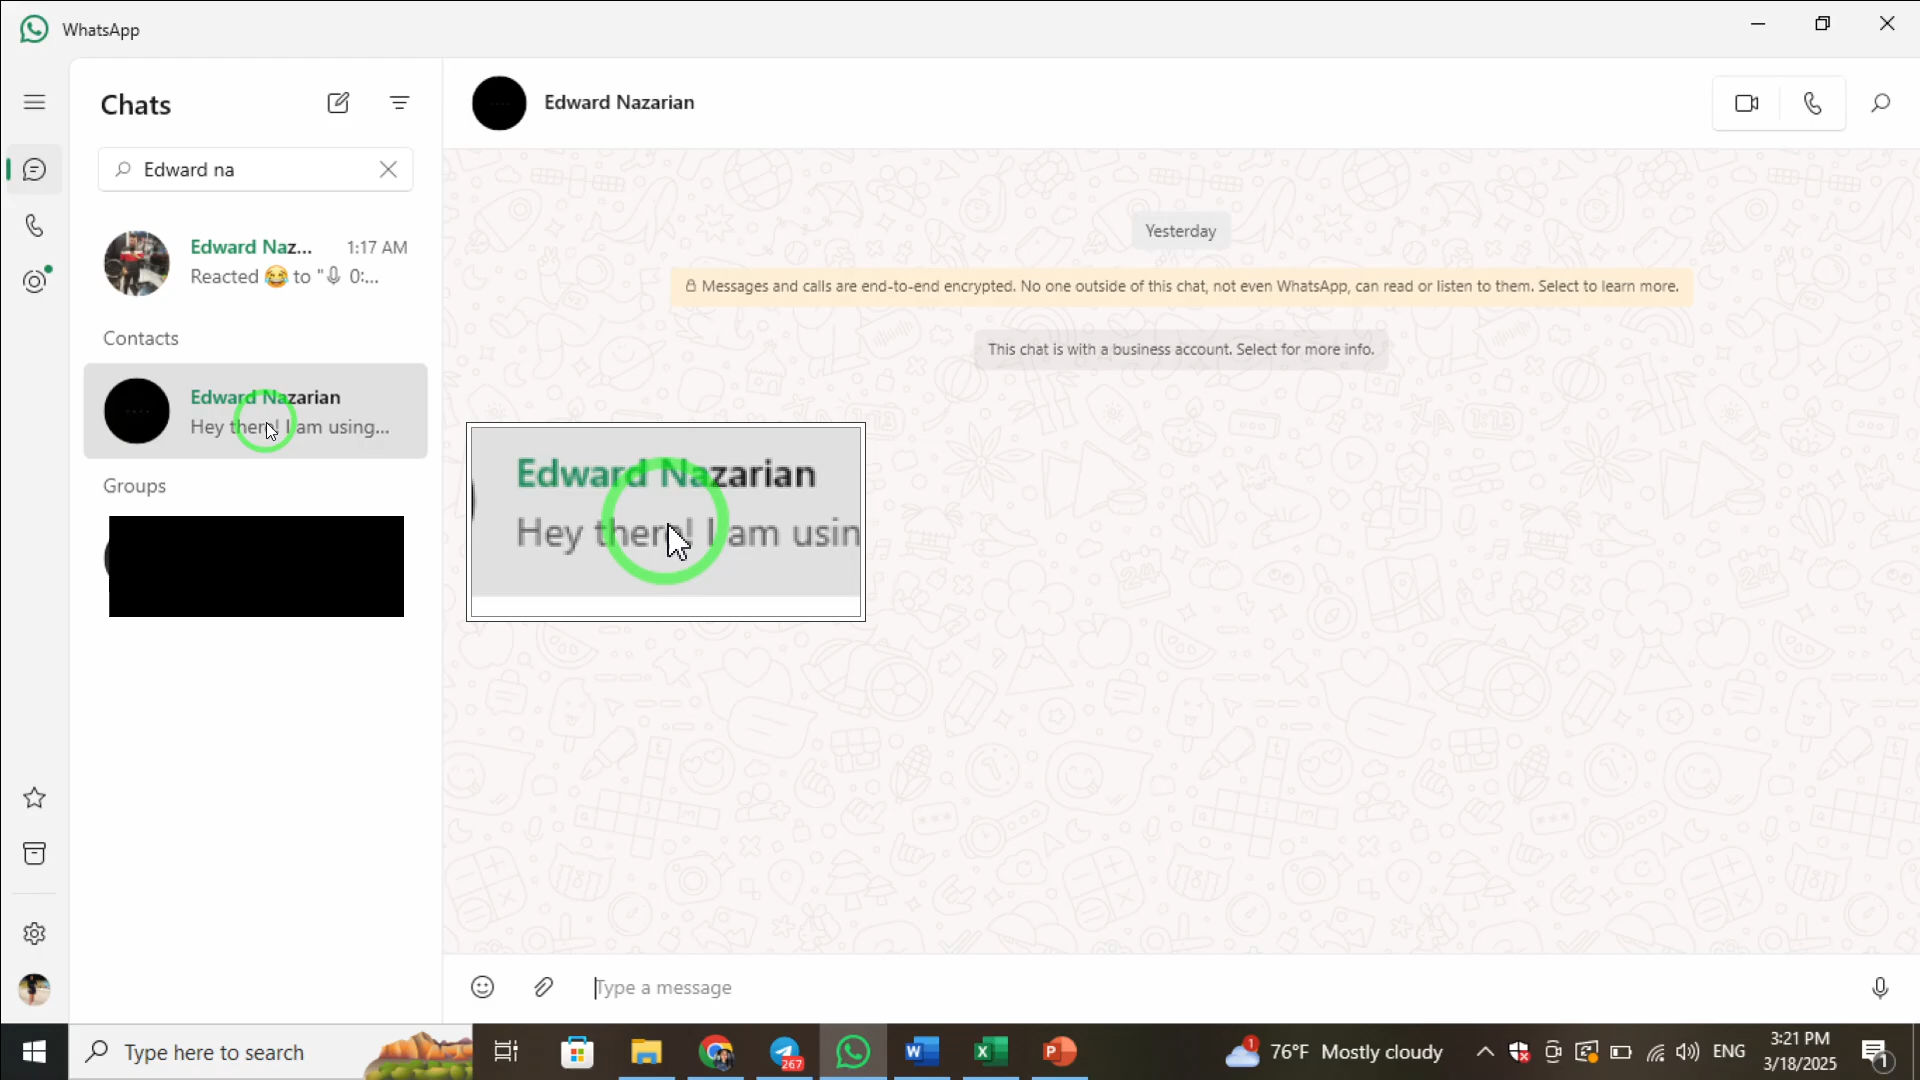 WhatsApp
Chats
Edward na
Edward Naz... 1:17 AM
Reacted 😂 to "🎙 0:...
Contacts
Edward Nazarian
Hey there! I am using...
Groups
Edward Nazarian
Yesterday
Messages and calls are end-to-end encrypted. No one outside of this chat, not even WhatsApp, can read or listen to them. Select to learn more.
This chat is with a business account. Select for more info.
Edward Nazarian
Hey there! I am usin
Type a message
Type here to search
267
1
76°F Mostly cloudy
ENG
3:21 PM
3/18/2025
1